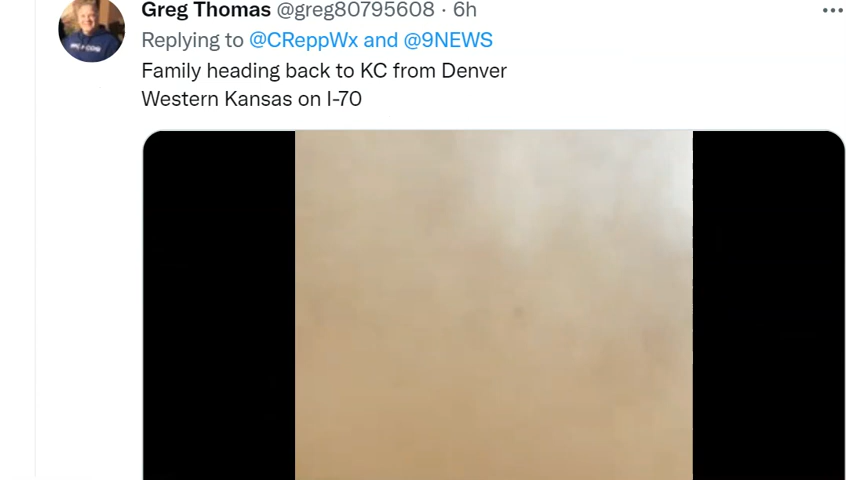 Greg Thomas @greg80795608 · 6h
Replying to @CReppWx and @9NEWS
Family heading back to KC from Denver
Western Kansas on I-70